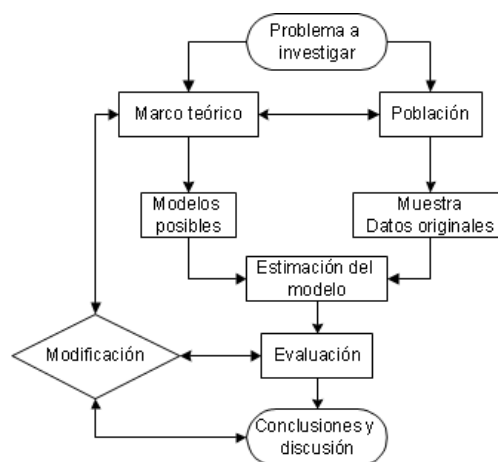 Problema a
investigar
Marco teórico
Población
Modelos
posibles
Muestra
Datos originales
Estimación del
modelo
Modificación
Evaluación
Conclusiones y
discusión